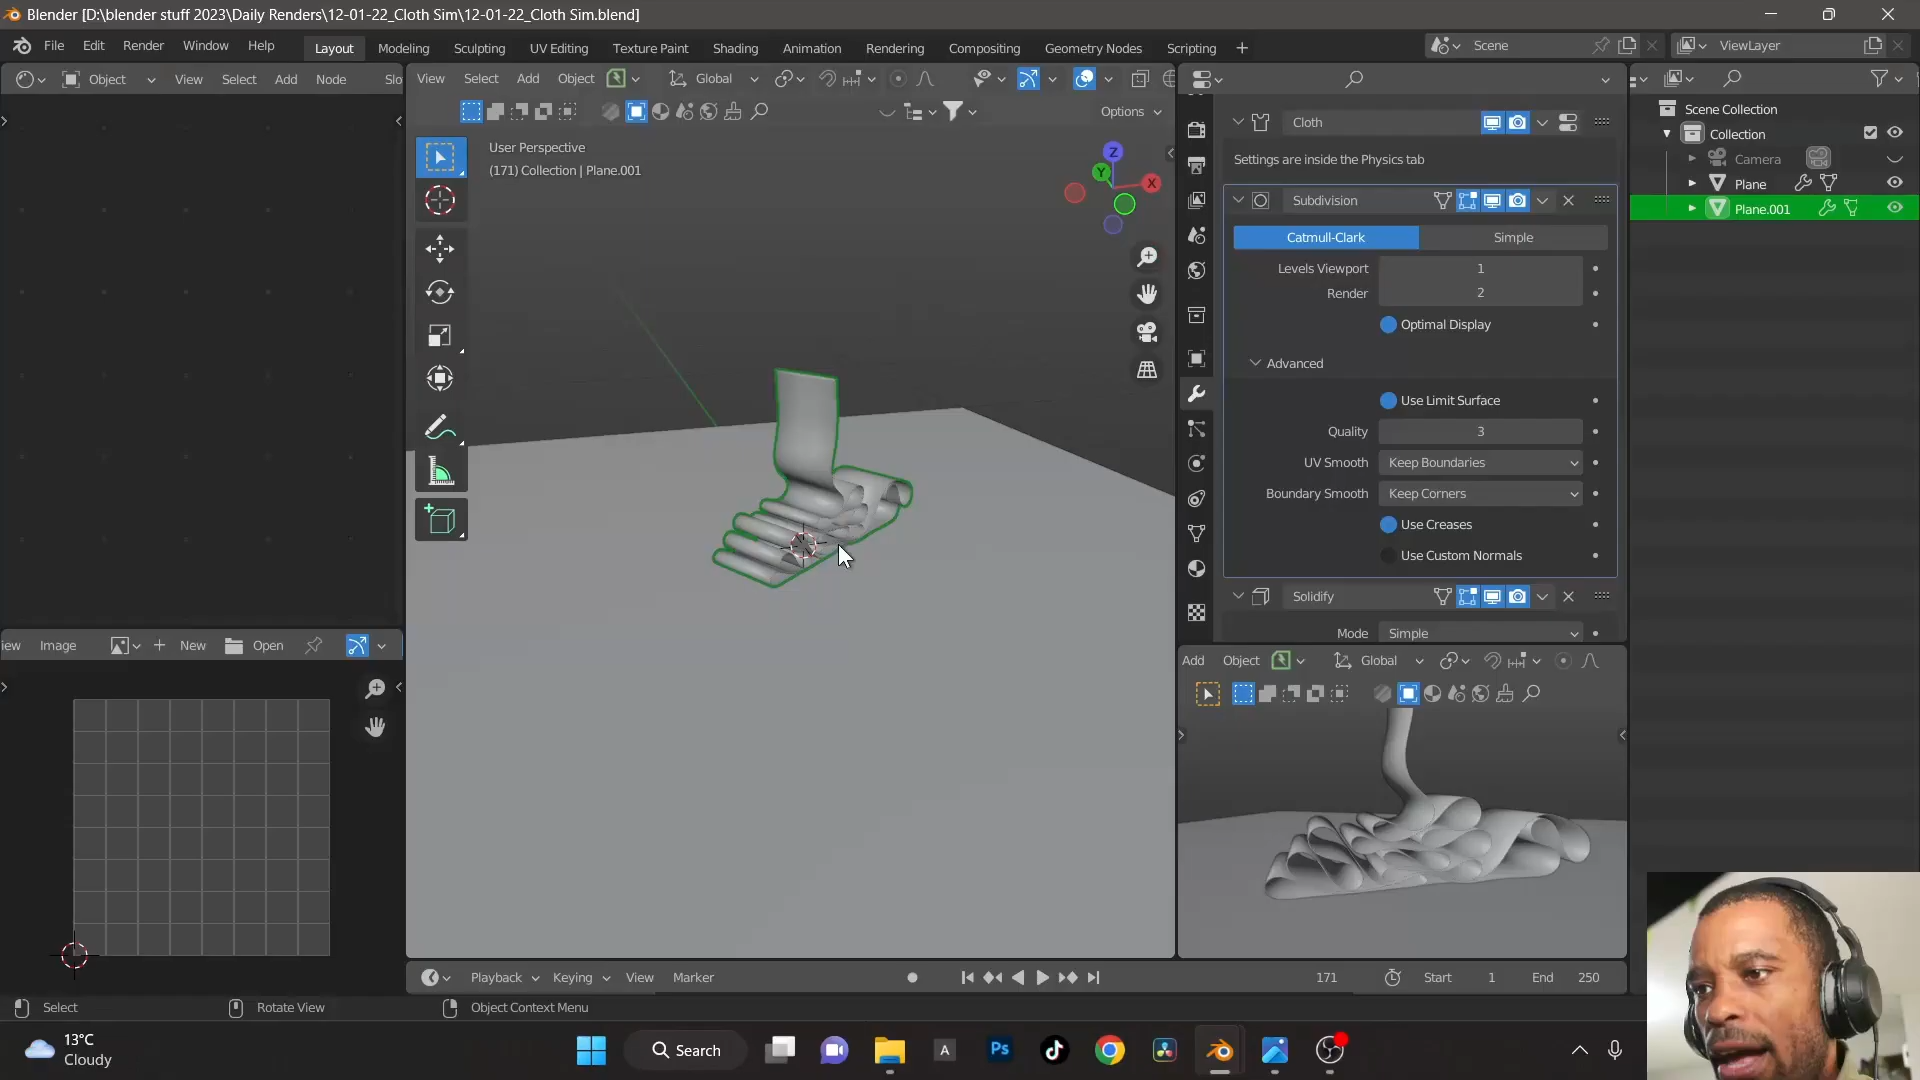 Blender [D:\blender stuff 2023\Daily Renders\12-01-22_Cloth Sim\12-01-22_Cloth Sim.blend]
File Edit Render Window Help Layout Modeling Sculpting UV Editing Texture Paint Shading Animation Rendering Compositing Geometry Nodes Scripting Scene ViewLayer
Object View Select Add Node Slo
View Select Add Object Global
Options
User Perspective
(171) Collection | Plane.001
Z
Y
X
Cloth
Settings are inside the Physics tab
Subdivision
Catmull-Clark Simple
Levels Viewport 1
Render 2
Optimal Display
Advanced
Use Limit Surface
Quality 3
UV Smooth Keep Boundaries
Boundary Smooth Keep Corners
Use Creases
Use Custom Normals
Solidify
Mode Simple
Scene Collection
Collection
Camera
Plane
Plane.001
iew Image New Open
Add Object Global
Playback Keying View Marker 171 Start 1 End 250
Select Rotate View Object Context Menu
13°C
Cloudy
Search
A
Ps